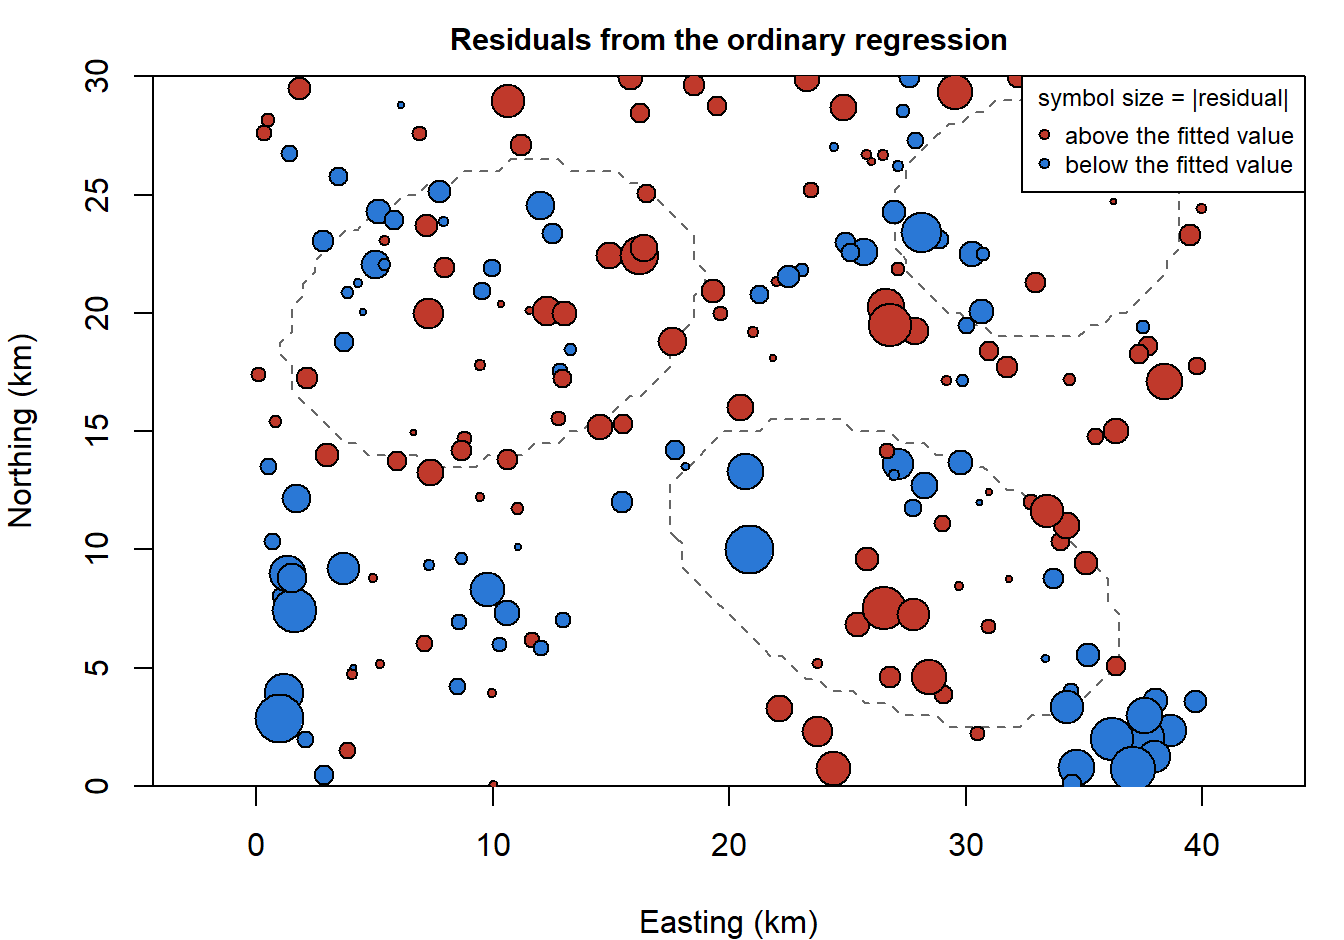 Residuals from the ordinary regression
symbol size = |residual|
above the fitted value
below the fitted value
Northing (km)
30
25
20
15
10
5
0
0 10 20 30 40
Easting (km)